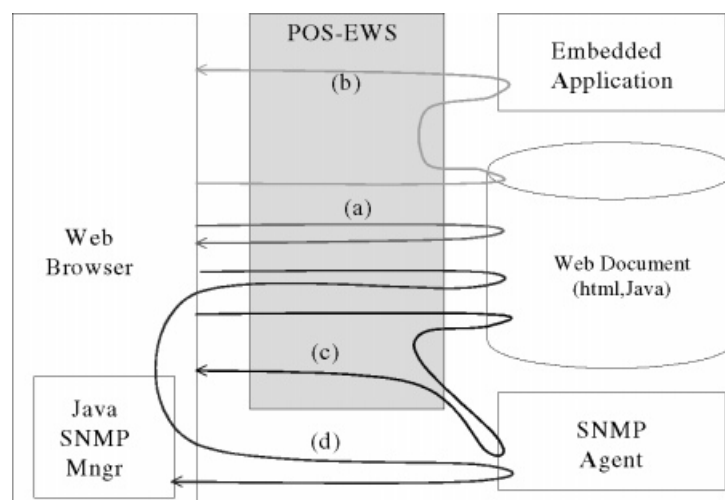 POS-EWS
Embedded
Application
(b)
(a)
Web
Browser
Web Document
(html,Java)
(c)
Java
SNMP
Mngr
(d)
SNMP
Agent